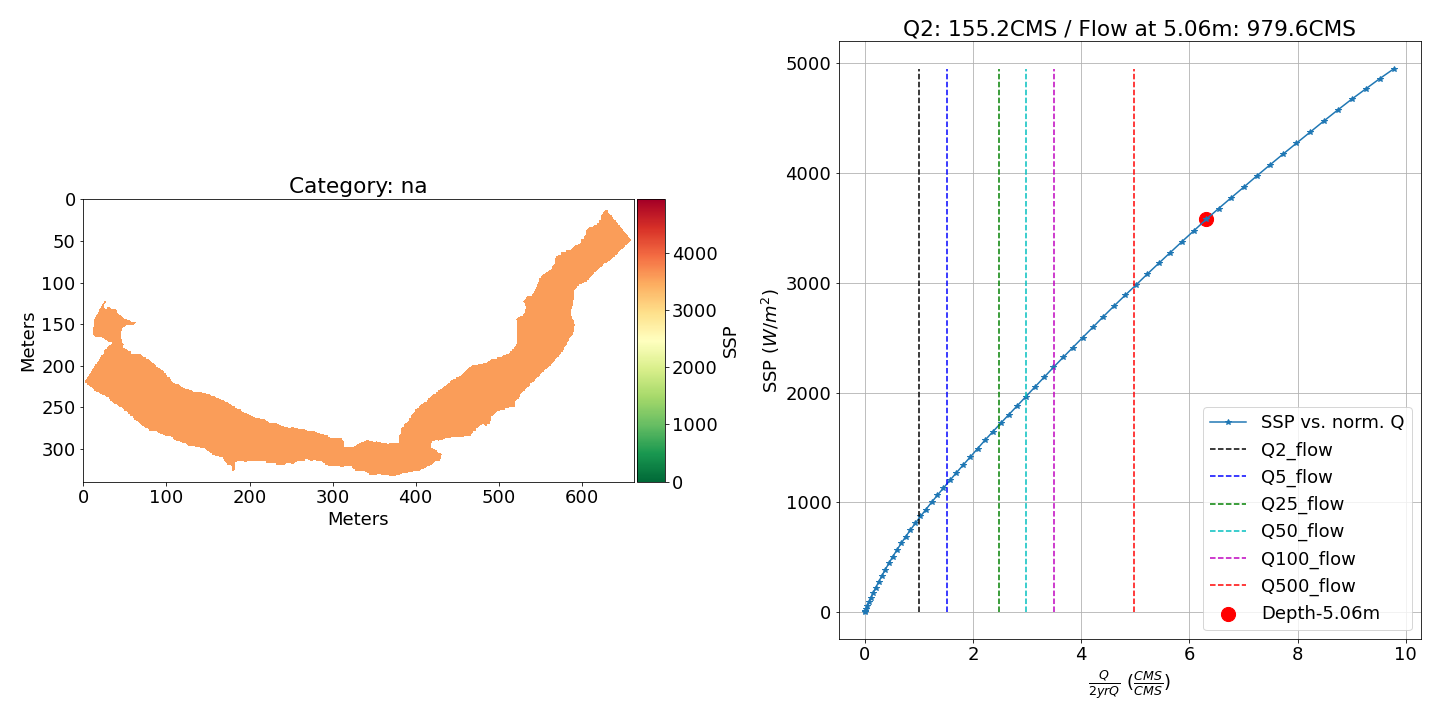 Category: na
0
50
100
150
200
250
300
Meters
0
100
200
300
400
500
600
Meters
4000
3000
2000
1000
0
SSP
Q2: 155.2CMS / Flow at 5.06m: 979.6CMS
5000
4000
3000
2000
1000
0
SSP (W/m²)
0
2
4
6
8
10
Q/2yrQ (CMS/CMS)
SSP vs. norm. Q
Q2_flow
Q5_flow
Q25_flow
Q50_flow
Q100_flow
Q500_flow
Depth-5.06m